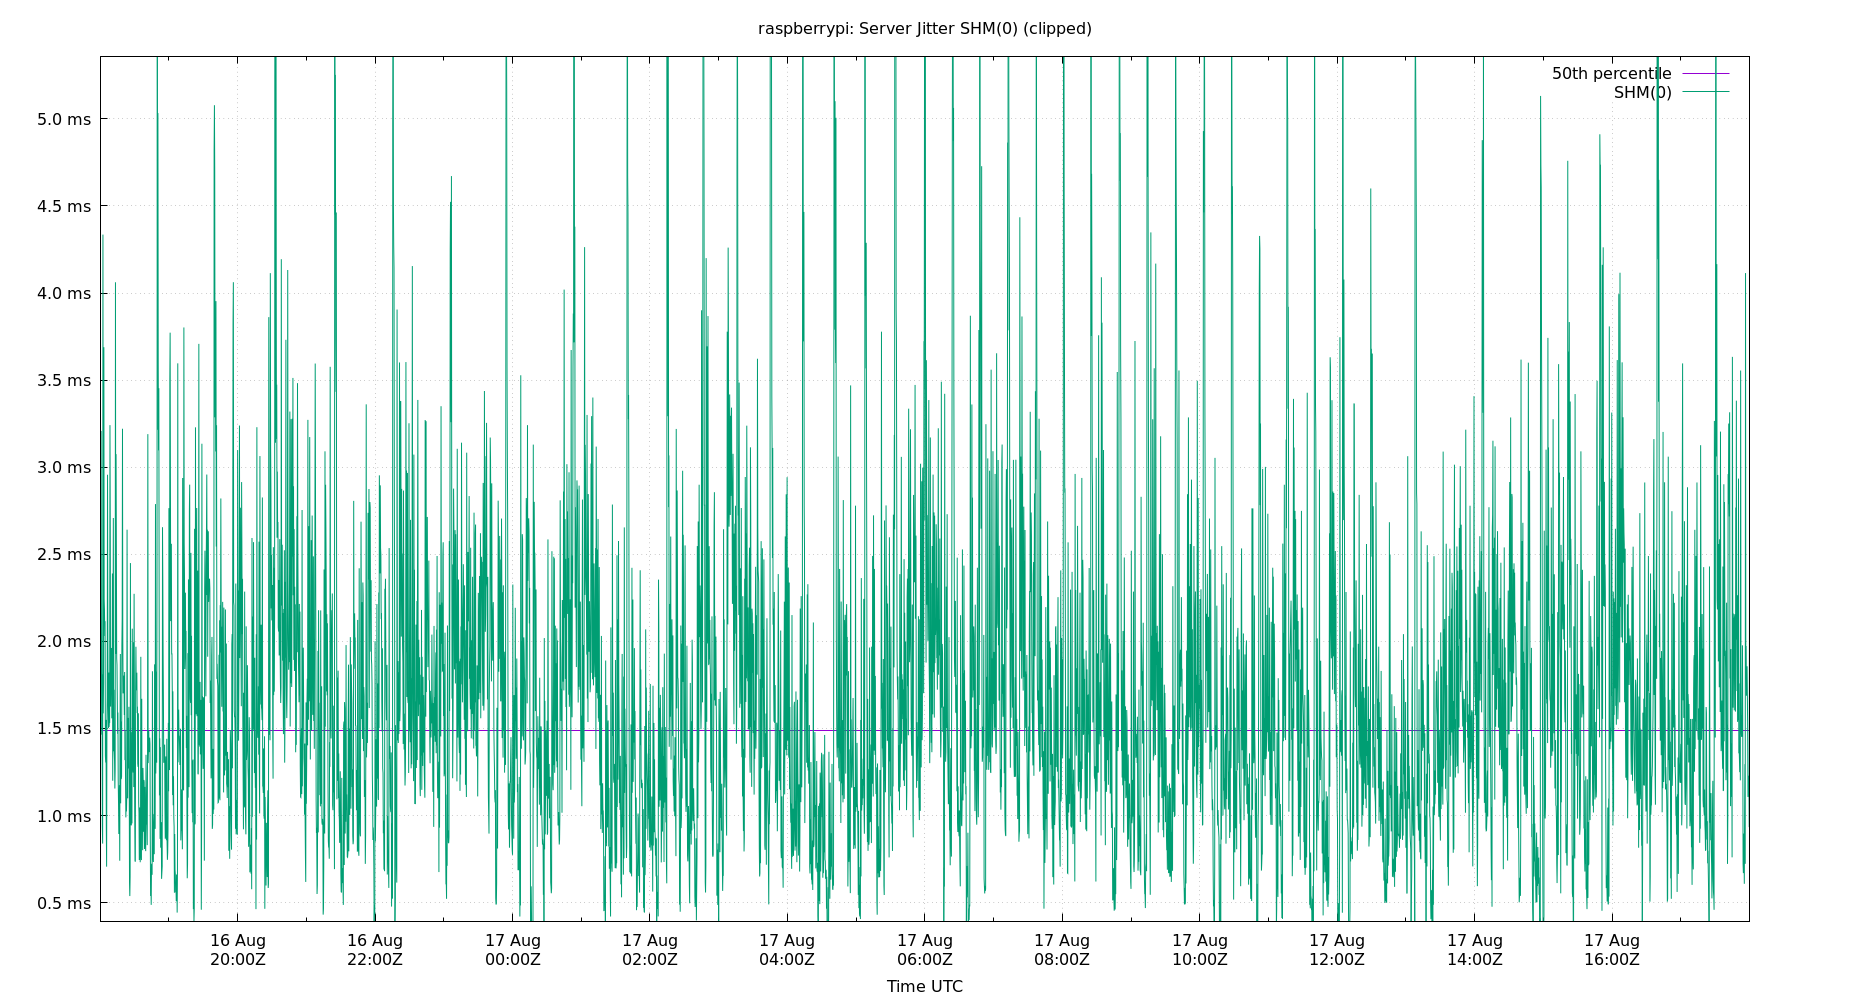 raspberrypi: Server Jitter SHM(0) (clipped)
50th percentile
SHM(0)
5.0 ms
4.5 ms
4.0 ms
3.5 ms
3.0 ms
2.5 ms
2.0 ms
1.5 ms
1.0 ms
0.5 ms
16 Aug 16 Aug 17 Aug 17 Aug 17 Aug 17 Aug 17 Aug 17 Aug 17 Aug 17 Aug 17 Aug
20:00Z 22:00Z 00:00Z 02:00Z 04:00Z 06:00Z 08:00Z 10:00Z 12:00Z 14:00Z 16:00Z
Time UTC